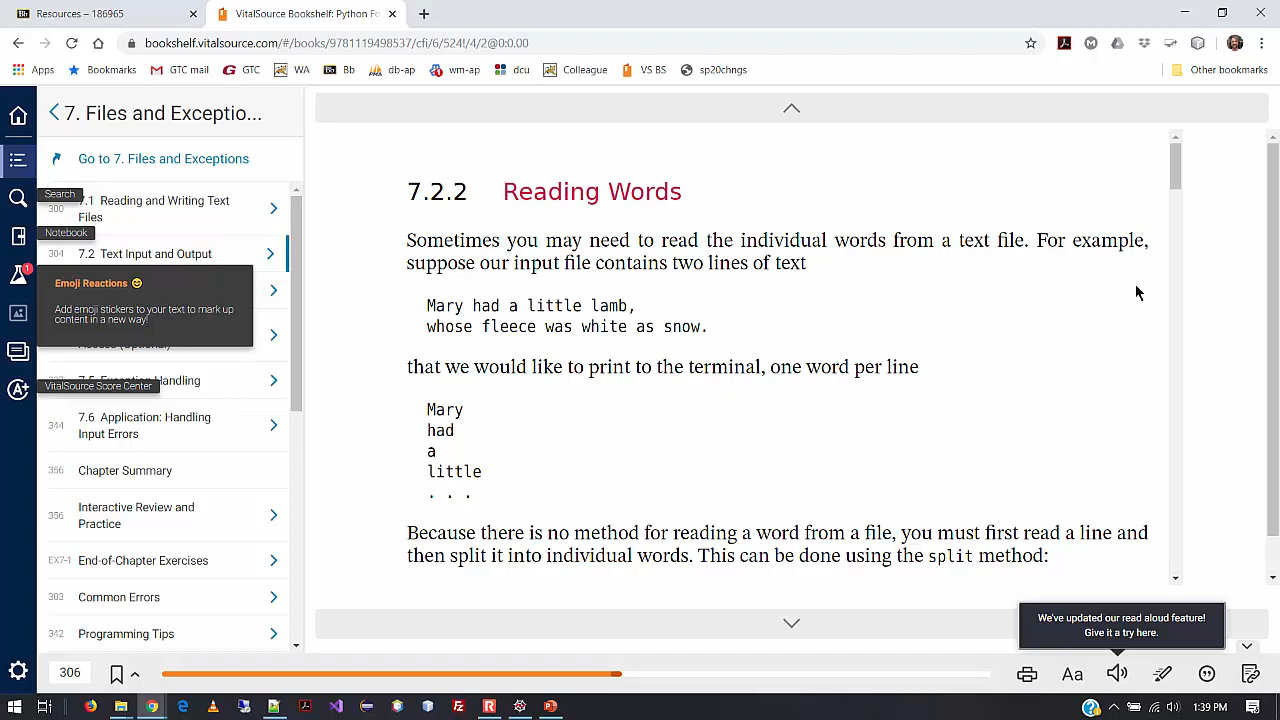 Resources – 186965
VitalSource Bookshelf: Python Fo
bookshelf.vitalsource.com/#/books/9781119498537/cfi/6/524!/4/2@0:0.00
Apps
Bookmarks
GTC mail
GTC
WA
Bb
db-ap
wm-ap
dcu
Colleague
VS BS
sp20chngs
Other bookmarks
7. Files and Exceptio...
Go to 7. Files and Exceptions
Search
300 7.1 Reading and Writing Text
Files
Notebook
304 7.2 Text Input and Output
Emoji Reactions
Add emoji stickers to your text to mark up
content in a new way!
Access (Optional)
7.5 Exception Handling
VitalSource Score Center
344 7.6 Application: Handling
Input Errors
356 Chapter Summary
356 Interactive Review and
Practice
EX7-1 End-of-Chapter Exercises
303 Common Errors
342 Programming Tips
7.2.2 Reading Words
Sometimes you may need to read the individual words from a text file. For example,
suppose our input file contains two lines of text
Mary had a little lamb,
whose fleece was white as snow.
that we would like to print to the terminal, one word per line
Mary
had
a
little
. . .
Because there is no method for reading a word from a file, you must first read a line and
then split it into individual words. This can be done using the split method:
We've updated our read aloud feature!
Give it a try here.
306
Aa
1:39 PM